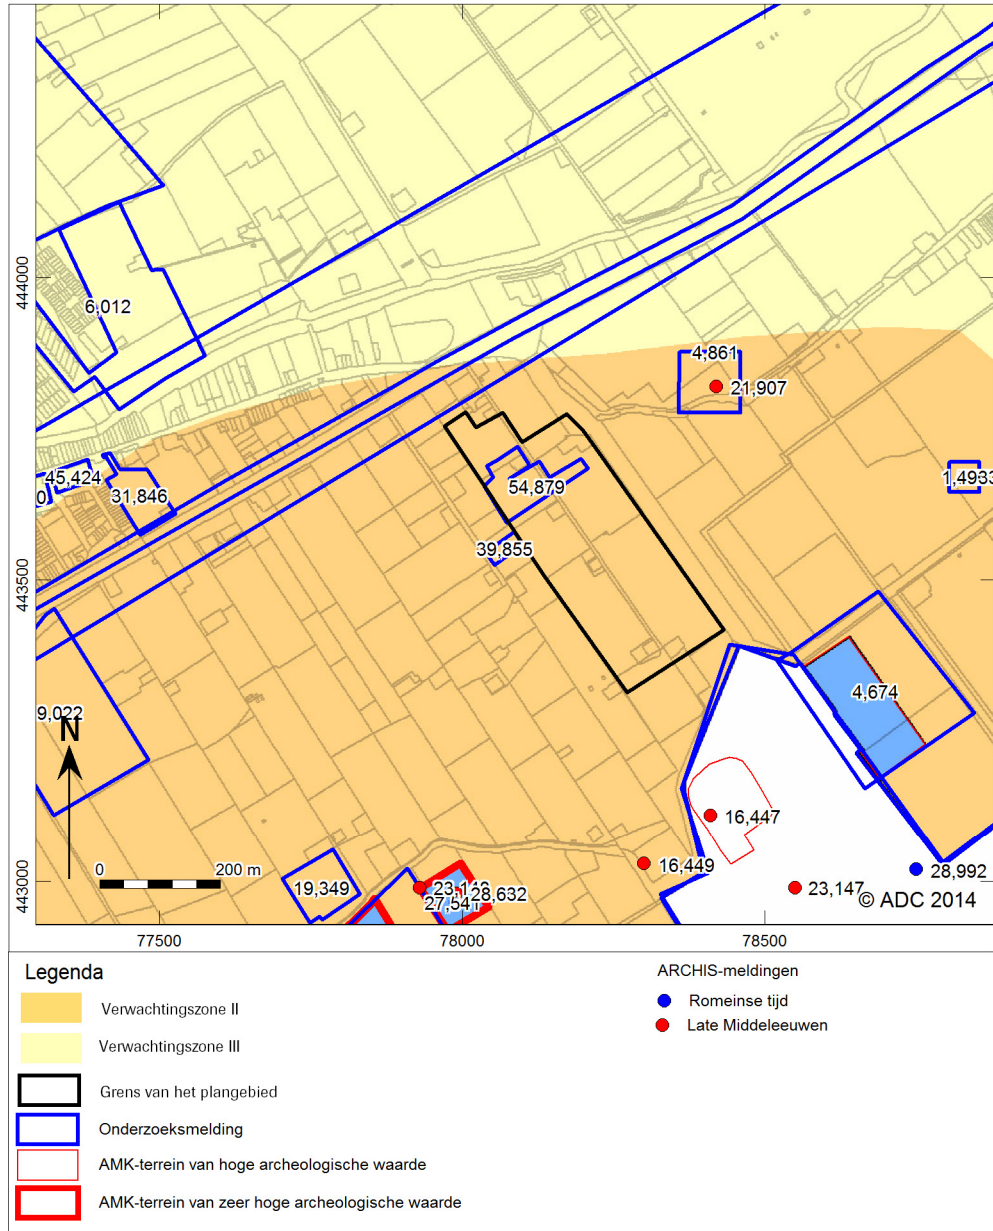 444000
443500
443000
6,012
4,861
21,907
45,424
0
31,846
1,4933
54,879
39,855
9,022
N
4,674
16,447
0 200 m
16,449
19,349
28,632
27,541
23,147
28,992
© ADC 2014
77500
78000
78500
Legenda
Verwachtingszone II
Verwachtingszone III
Grens van het plangebied
Onderzoeksmelding
AMK-terrein van hoge archeologische waarde
AMK-terrein van zeer hoge archeologische waarde
ARCHIS-meldingen
Romeinse tijd
Late Middeleeuwen